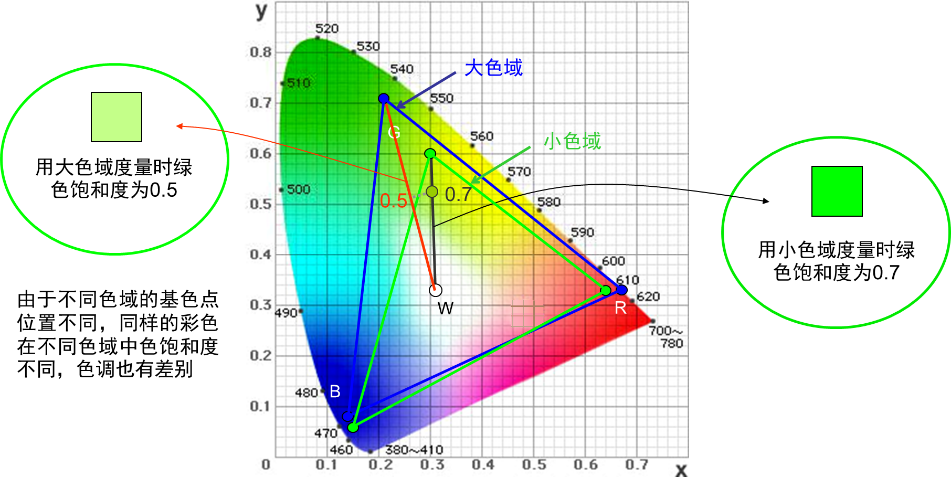 y
520
0.8
530
540
大色域
510
0.7
550
G
560
小色域
用大色域度量时绿
色饱和度为0.5
0.6
570
500
0.5
0.5
0.7
580
590
用小色域度量时绿
色饱和度为0.7
0.4
600
610
由于不同色域的基色点
位置不同，同样的彩色
在不同色域中色饱和度
不同，色调也有差别
490
0.3
W
R
620
700～
780
0.2
480
B
0.1
470
460
380～410
0
0.1
0.2
0.3
0.4
0.5
0.6
0.7
x